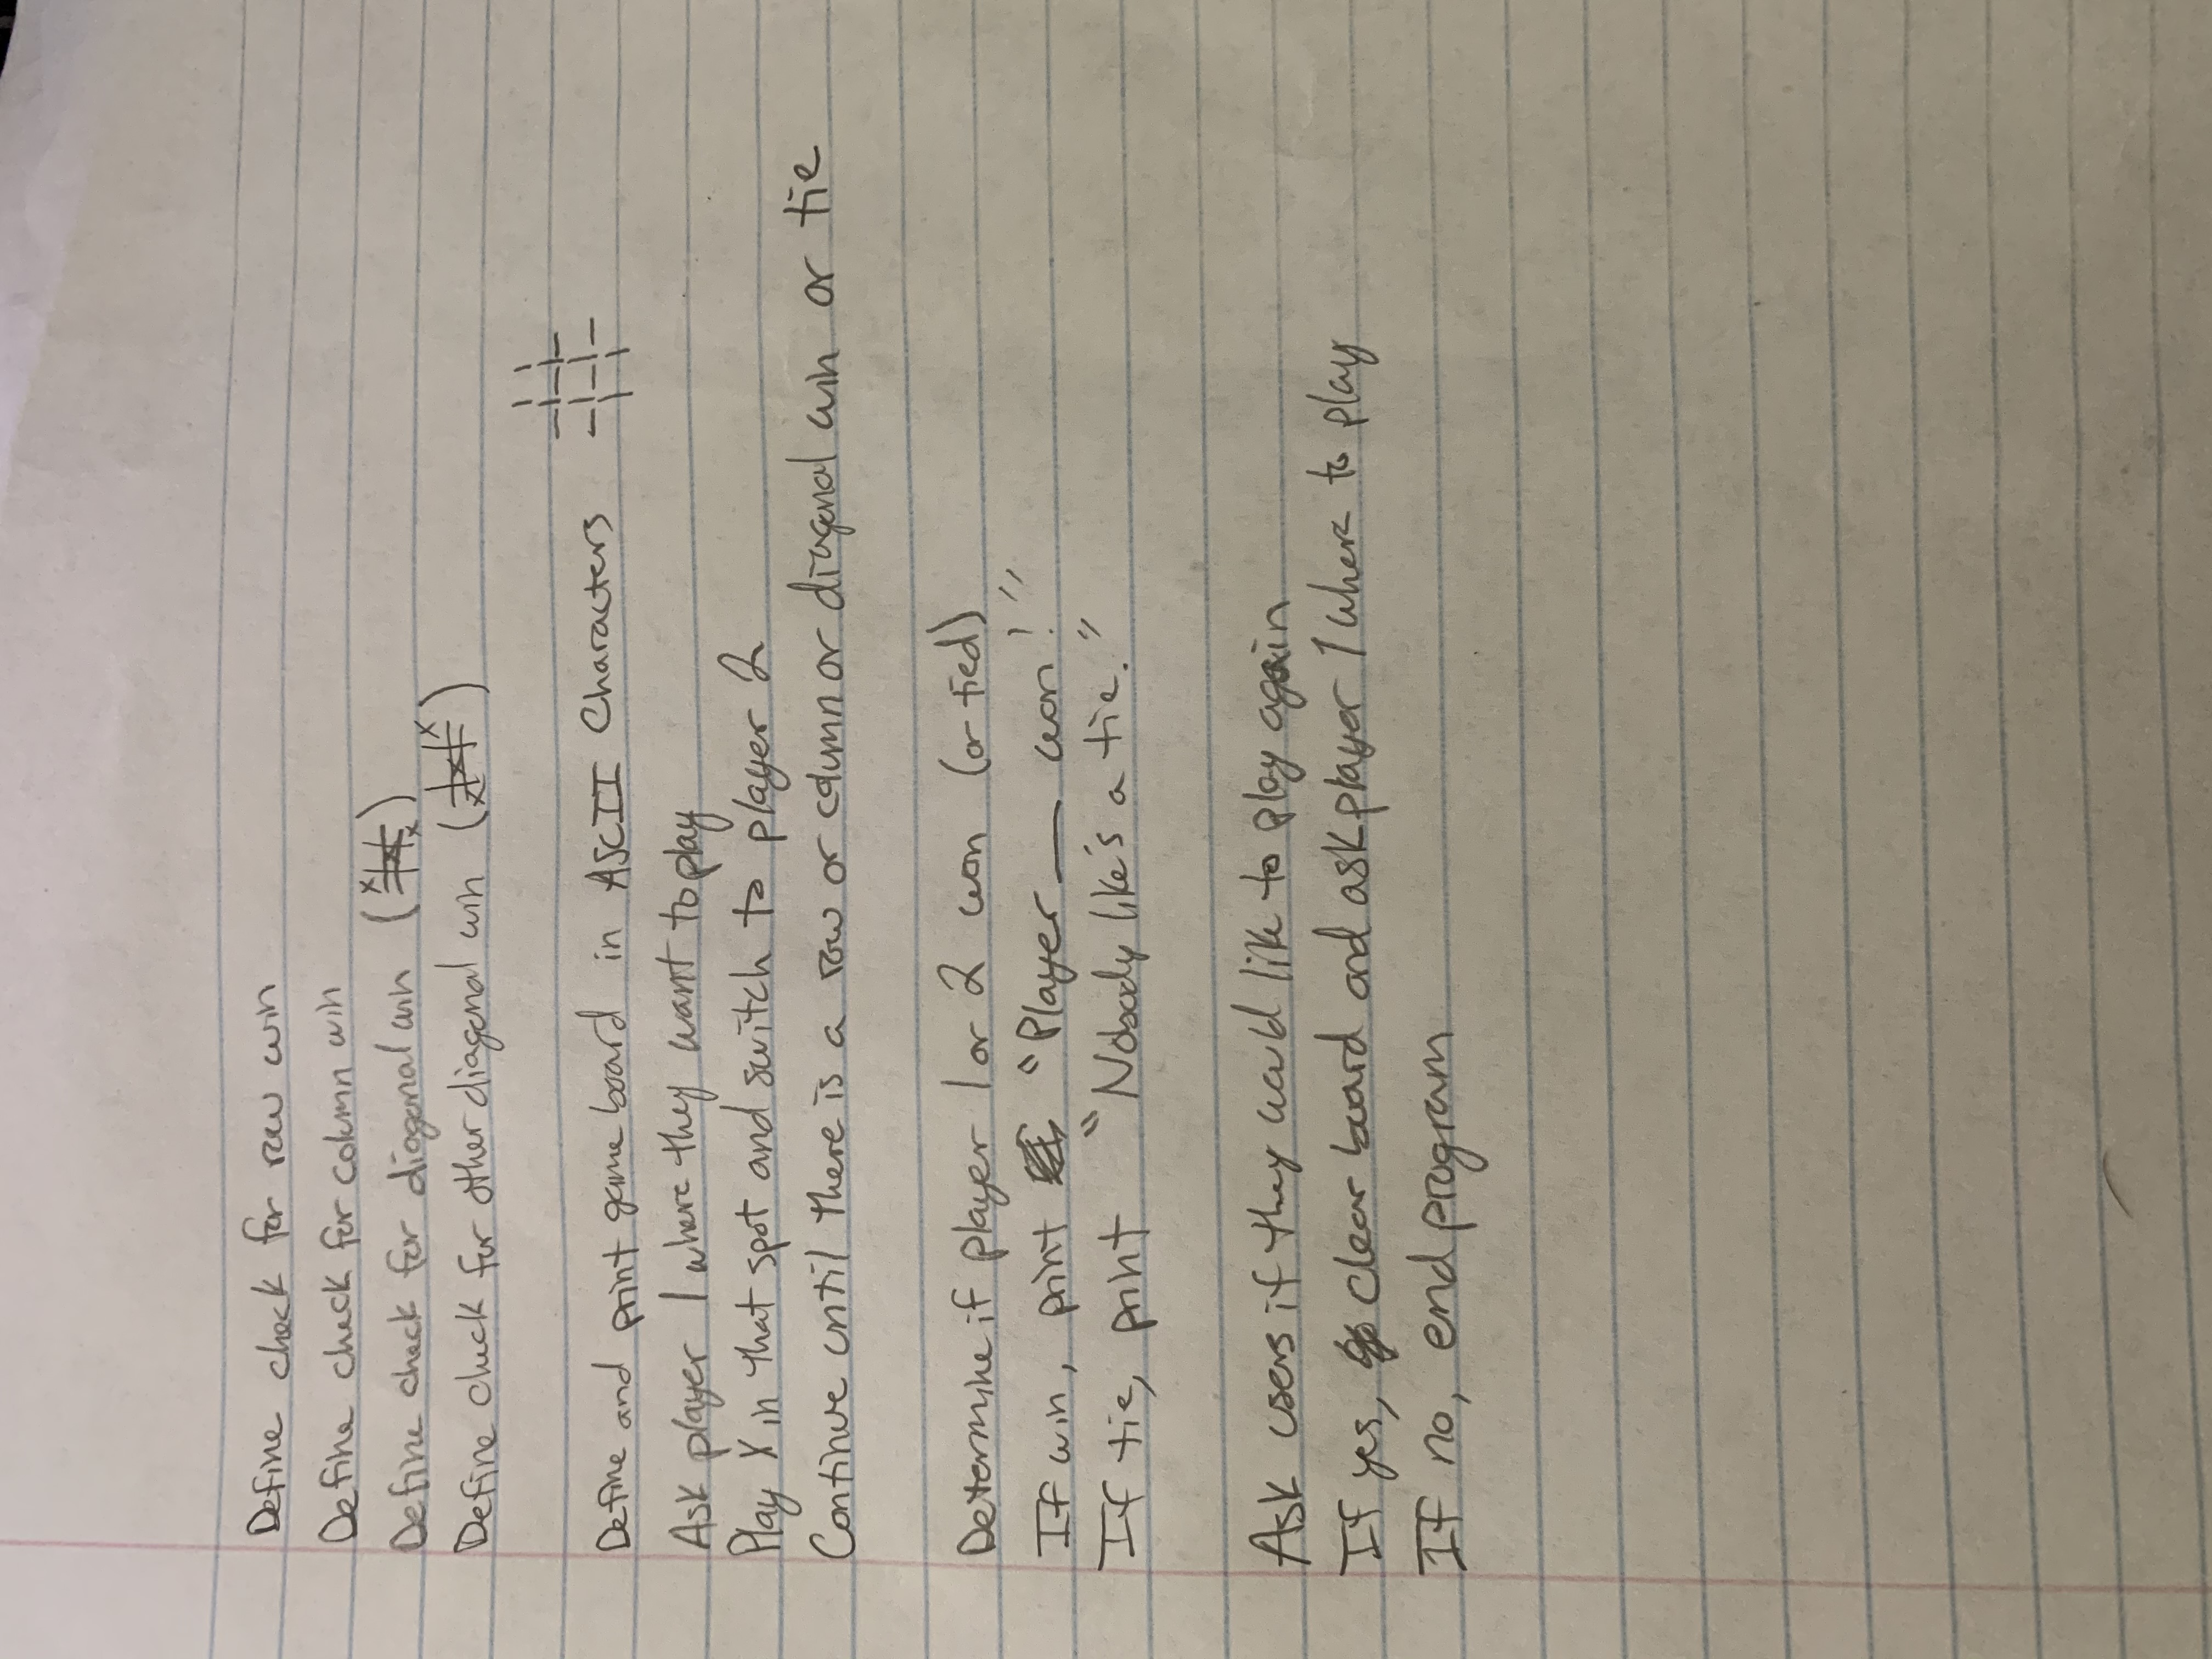 Define check for row win
Define check for column win
Define check for diagonal win (X X X)
Define check for other diagonal win (X X X)
Define and print game board in ASCII Characters
Ask player 1 where they want to play
Play X in that spot and switch to player 2
Continue until there is a row or column or diagonal win or tie
Determine if player 1 or 2 won (or tied)
If win, print "Player __ won!"
If tie, print "Nobody like's a tie."
Ask users if they would like to play again
If yes, clear board and ask player 1 where to play
If no, end program